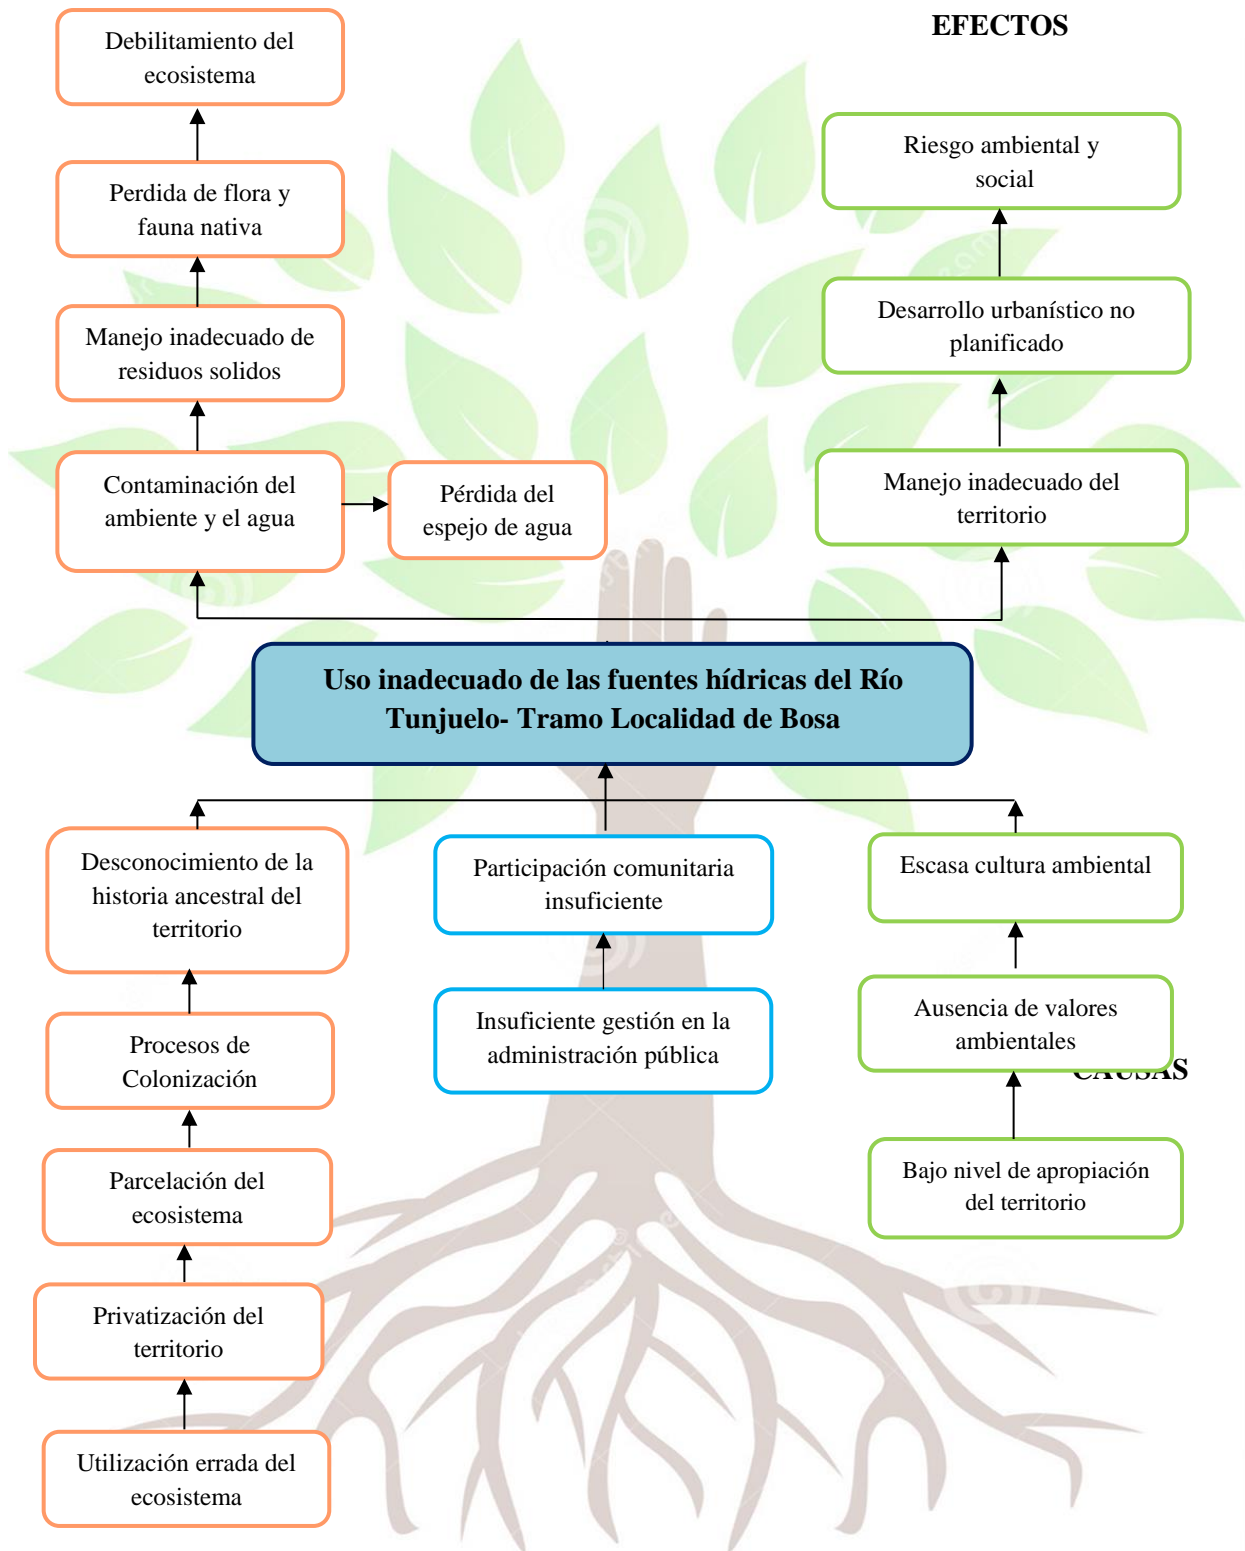 EFECTOS
Debilitamiento del
ecosistema
Riesgo ambiental y
social
Perdida de flora y
fauna nativa
Desarrollo urbanístico no
planificado
Manejo inadecuado de
residuos solidos
Manejo inadecuado del
territorio
Contaminación del
ambiente y el agua
Pérdida del
espejo de agua
Uso inadecuado de las fuentes hídricas del Río
Tunjuelo- Tramo Localidad de Bosa
Desconocimiento de la
historia ancestral del
territorio
Participación comunitaria
insuficiente
Escasa cultura ambiental
Procesos de
Colonización
Insuficiente gestión en la
administración pública
Ausencia de valores
ambientales
CAUSAS
Parcelación del
ecosistema
Bajo nivel de apropiación
del territorio
Privatización del
territorio
Utilización errada del
ecosistema